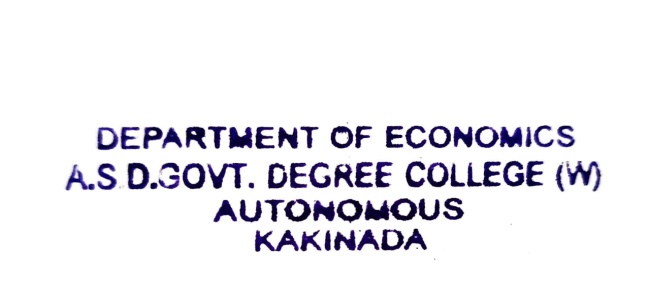 DEPARTMENT OF ECONOMICS
A.S.D.GOVT. DEGREE COLLEGE (W)
AUTONOMOUS
KAKINADA